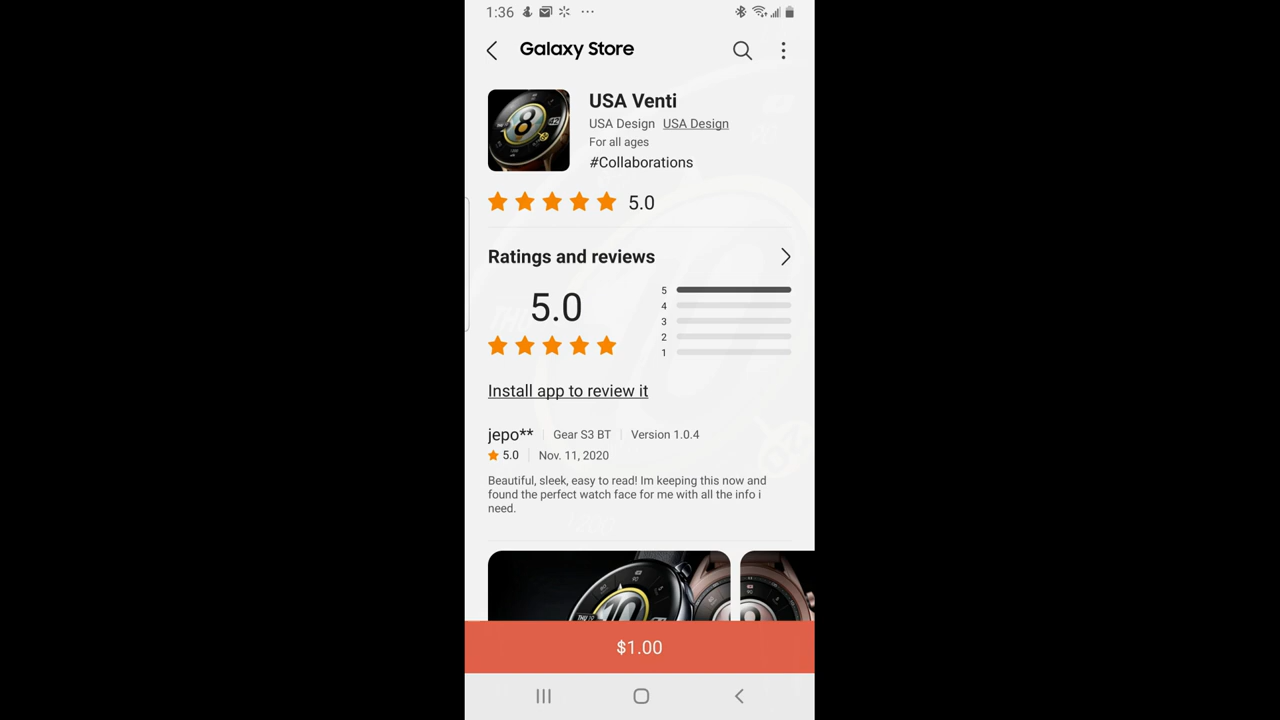 1:36
Galaxy Store
USA Venti
USA Design USA Design
For all ages
#Collaborations
5.0
Ratings and reviews
5.0
5
4
3
2
1
Install app to review it
jepo** Gear S3 BT Version 1.0.4
5.0 Nov. 11, 2020
Beautiful, sleek, easy to read! Im keeping this now and
found the perfect watch face for me with all the info i
need.
$1.00